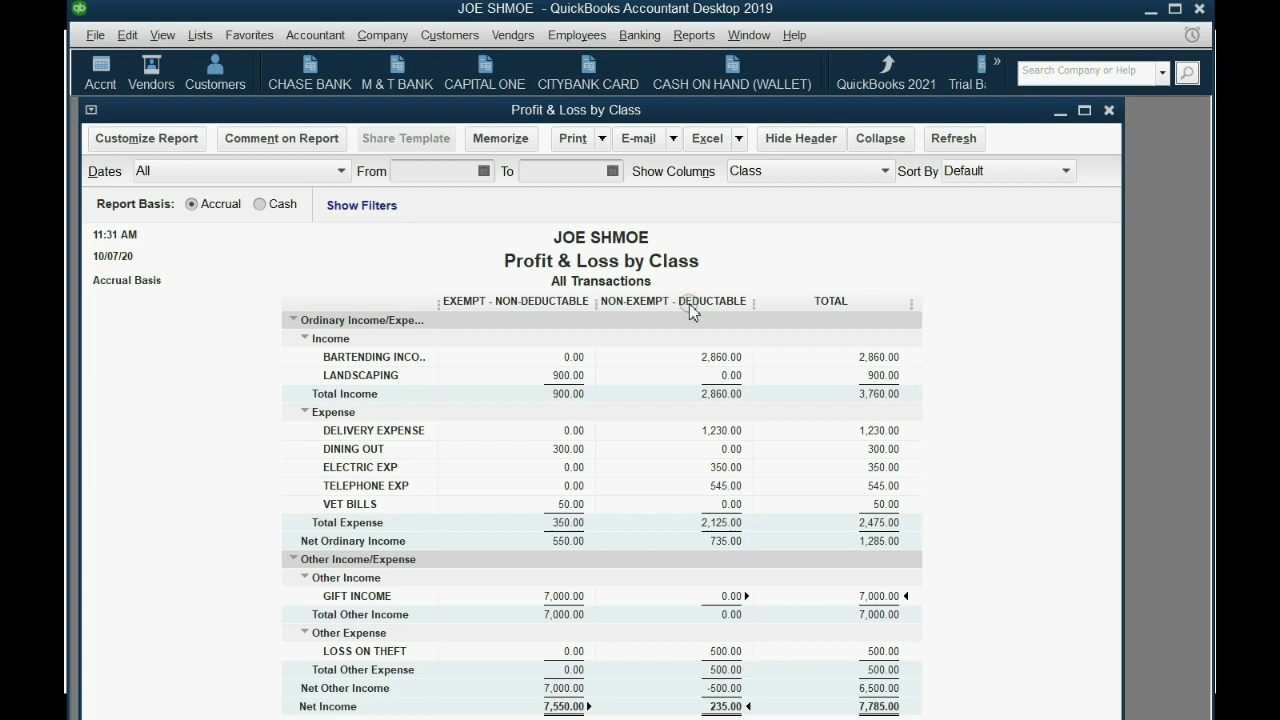 JOE SHMOE - QuickBooks Accountant Desktop 2019
File Edit View Lists Favorites Accountant Company Customers Vendors Employees Banking Reports Window Help
Accnt Vendors Customers CHASE BANK M & T BANK CAPITAL ONE CITYBANK CARD CASH ON HAND (WALLET) QuickBooks 2021 Trial Ba » Search Company or Help
Profit & Loss by Class
Customize Report Comment on Report Share Template Memorize Print E-mail Excel Hide Header Collapse Refresh
Dates All From To Show Columns Class Sort By Default
Report Basis: Accrual Cash Show Filters
11:31 AM
10/07/20
Accrual Basis
JOE SHMOE
Profit & Loss by Class
All Transactions
EXEMPT - NON-DEDUCTABLE NON-EXEMPT - DEDUCTABLE TOTAL
Ordinary Income/Expe...
Income
BARTENDING INCO.. 0.00 2,860.00 2,860.00
LANDSCAPING 900.00 0.00 900.00
Total Income 900.00 2,860.00 3,760.00
Expense
DELIVERY EXPENSE 0.00 1,230.00 1,230.00
DINING OUT 300.00 0.00 300.00
ELECTRIC EXP 0.00 350.00 350.00
TELEPHONE EXP 0.00 545.00 545.00
VET BILLS 50.00 0.00 50.00
Total Expense 350.00 2,125.00 2,475.00
Net Ordinary Income 550.00 735.00 1,285.00
Other Income/Expense
Other Income
GIFT INCOME 7,000.00 0.00 7,000.00
Total Other Income 7,000.00 0.00 7,000.00
Other Expense
LOSS ON THEFT 0.00 500.00 500.00
Total Other Expense 0.00 500.00 500.00
Net Other Income 7,000.00 -500.00 6,500.00
Net Income 7,550.00 235.00 7,785.00